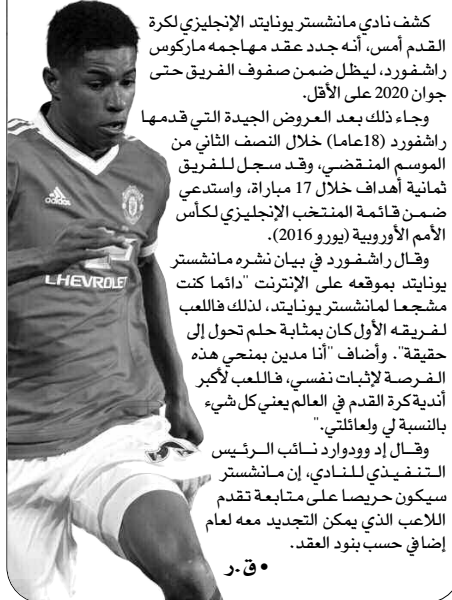 كشف نادي مانشستر يونايتد الإنجليزي لكرة
القدم أمس، أنه جدد عقد مهاجمه ماركوس
راشفورد، ليظل ضمن صفوف الفريق حتى
جوان 2020 على الأقل.
وجاء ذلك بعد العروض الجيدة التي قدمها
راشفورد (18عاما) خلال النصف الثاني من
الموسم المنقضي، وقد سجل للفريق
ثمانية أهداف خلال 17 مباراة، واستدعي
ضمن قائمة المنتخب الإنجليزي لكأس
الأمم الأوروبية (يورو 2016).
وقال راشفورد في بيان نشره مانشستر
يونايتد بموقعه على الإنترنت "دائما كنت
مشجعا لمانشستر يونايتد، لذلك فاللعب
لفريقه الأول كان بمثابة حلم تحول إلى
حقيقة". وأضاف "أنا مدين بمنحي هذه
الفرصة لإثبات نفسي، فاللعب لأكبر
أندية كرة القدم في العالم يعني كل شيء
بالنسبة لي ولعائلتي."
وقال إد وودوارد نائب الرئيس
التنفيذي للنادي، إن مانشستر
سيكون حريصا على متابعة تقدم
اللاعب الذي يمكن التجديد معه لعام
إضافي حسب بنود العقد.
• ق.ر
adidas
CHEVROLET